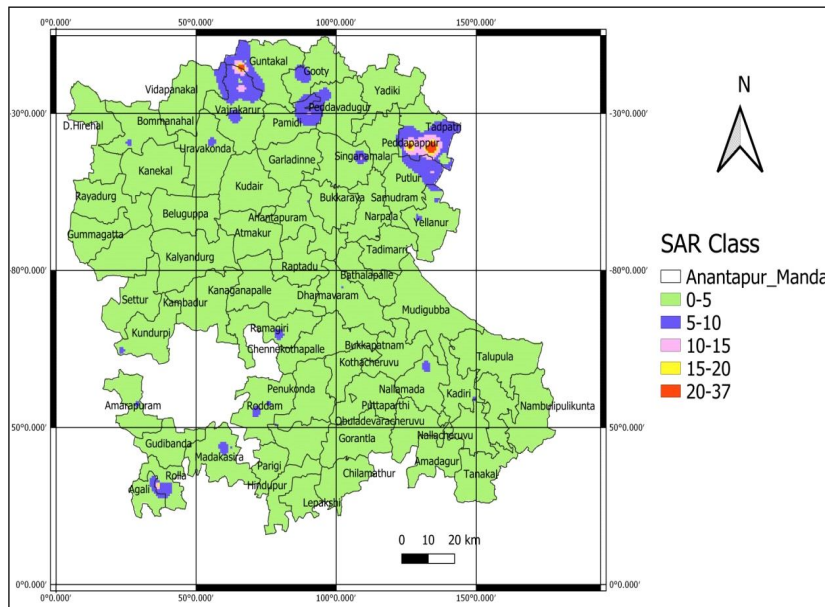 0°0.000' 50°0.000' 100°0.000' 150°0.000'
N
-30°0.000' -30°0.000'
-80°0.000' -80°0.000'
50°0.000' 50°0.000'
0°0.000' 0°0.000'
Guntakal
Gooty
Vidapanakal
Yadiki
Vajrakarur
Peddavadugur
D.Hirehal
Bommanahal
Pamidi
Tadpatri
Uravakonda
Peddapappur
Garladinne
Singanamala
Kanekal
Putlur
Kudair
Rayadurg
Bukkaraya
Samudram
Beluguppa
Anantapuram
Narpala
Yellanur
Gummagatta
Atmakur
Tadimarri
Kalyandurg
Raptadu
Bathalapalle
Kanaganapalle
Settur
Kambadur
Dharmavaram
Mudigubba
Kundurpi
Ramagiri
Chennekothapalle
Bukkapatnam
Talupula
Kothacheruvu
Penukonda
Nallamada
Kadiri
Amarapuram
Roddam
Puttaparthi
Nambulipulikunta
Obuladevaracheruvu
Gudibanda
Gorantla
Nallacheruvu
Madakasira
Parigi
Amadagur
Rolla
Chilamathur
Tanakal
Agali
Hindupur
Lepakshi
SAR Class
Anantapur_Manda
0-5
5-10
10-15
15-20
20-37
0 10 20 km
0°0.000' 50°0.000' 100°0.000' 150°0.000'